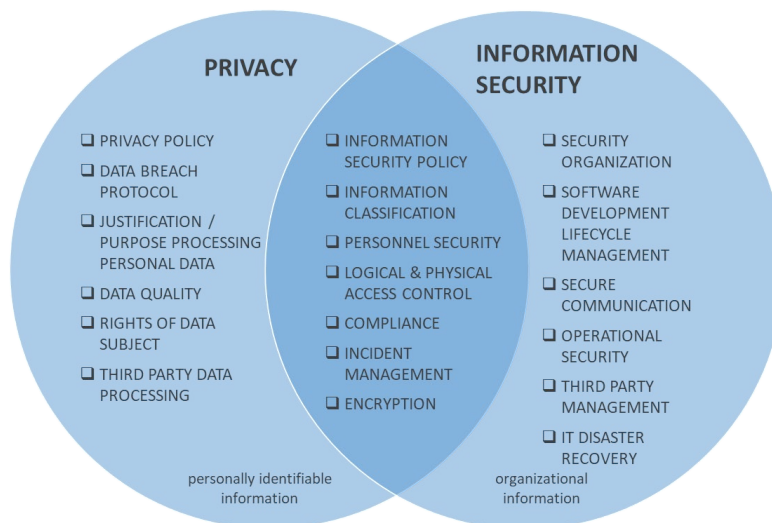 PRIVACY
❑ PRIVACY POLICY
❑ DATA BREACH
PROTOCOL
❑ JUSTIFICATION /
PURPOSE PROCESSING
PERSONAL DATA
❑ DATA QUALITY
❑ RIGHTS OF DATA
SUBJECT
❑ THIRD PARTY DATA
PROCESSING
personally identifiable
information
❑ INFORMATION
SECURITY POLICY
❑ INFORMATION
CLASSIFICATION
❑ PERSONNEL SECURITY
❑ LOGICAL & PHYSICAL
ACCESS CONTROL
❑ COMPLIANCE
❑ INCIDENT
MANAGEMENT
❑ ENCRYPTION
INFORMATION
SECURITY
❑ SECURITY
ORGANIZATION
❑ SOFTWARE
DEVELOPMENT
LIFECYCLE
MANAGEMENT
❑ SECURE
COMMUNICATION
❑ OPERATIONAL
SECURITY
❑ THIRD PARTY
MANAGEMENT
❑ IT DISASTER
RECOVERY
organizational
information